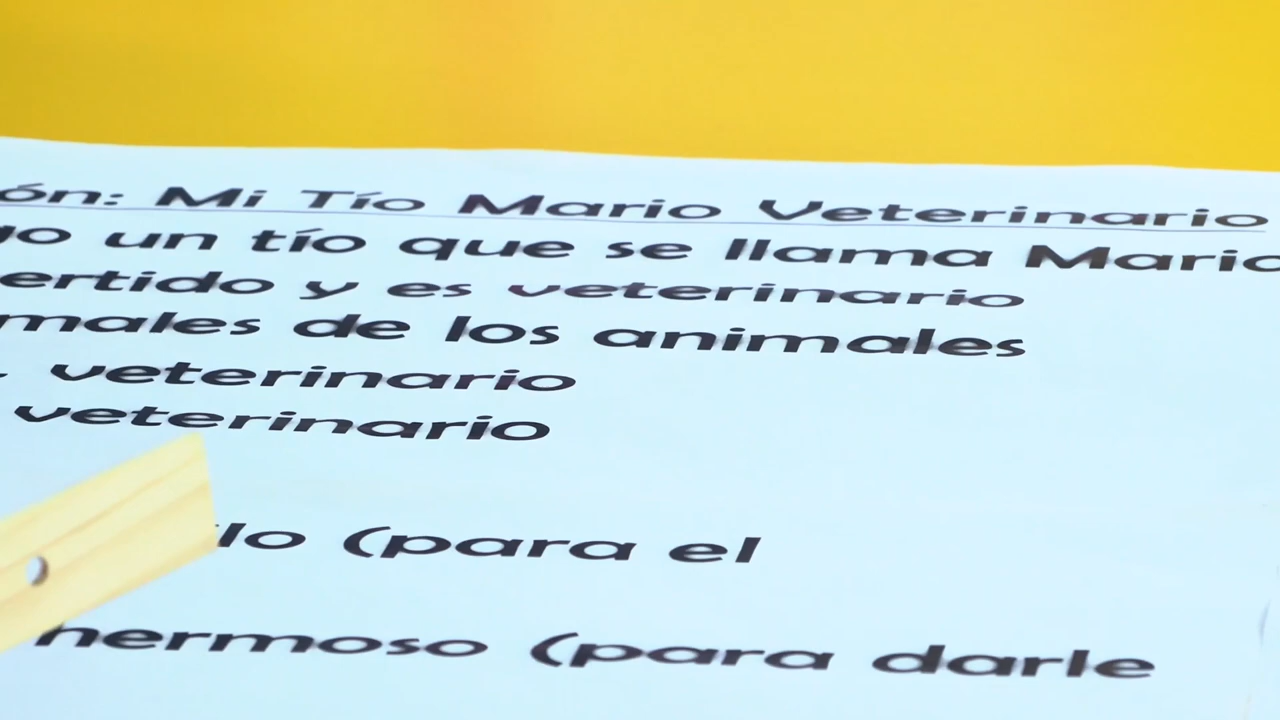 ón: Mi Tío Mario Veterinario
go un tío que se llama Mario
ertido y es veterinario
males de los animales
veterinario
veterinario
lo (para el
hermoso (para darle